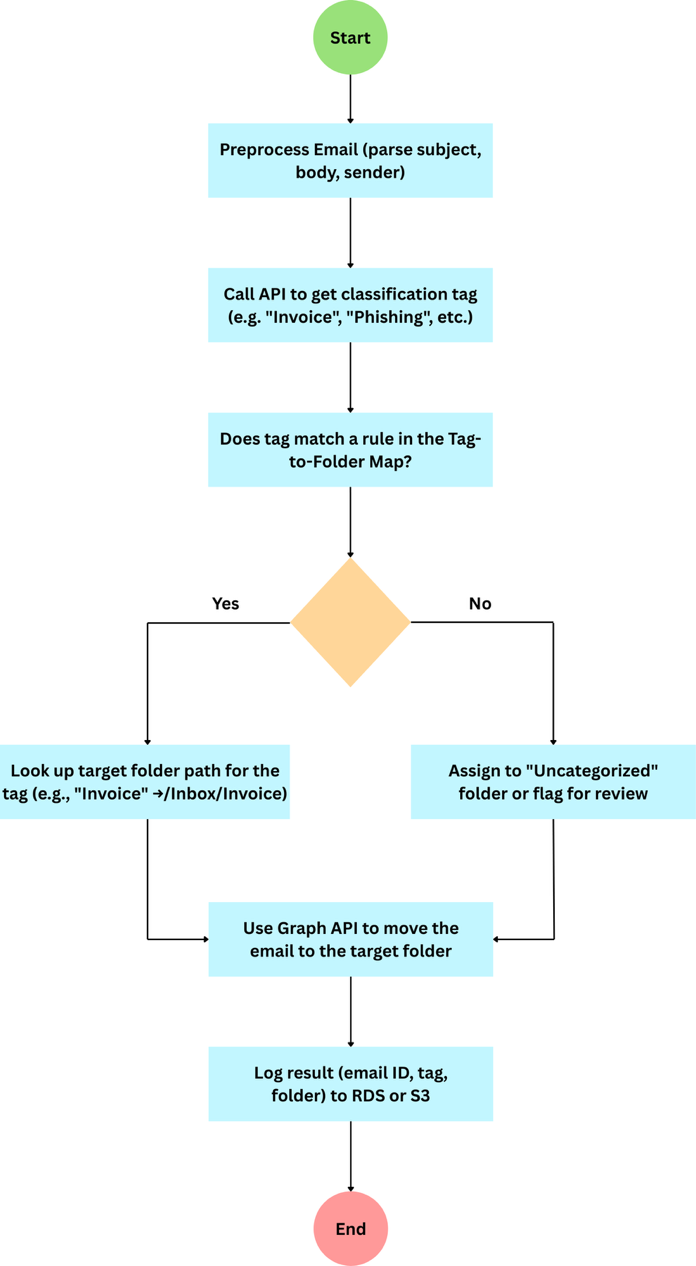 Start
Preprocess Email (parse subject,
body, sender)
Call API to get classification tag
(e.g. "Invoice", "Phishing", etc.)
Does tag match a rule in the Tag-
to-Folder Map?
Yes
No
Look up target folder path for the
tag (e.g., "Invoice" →/Inbox/Invoice)
Assign to "Uncategorized"
folder or flag for review
Use Graph API to move the
email to the target folder
Log result (email ID, tag,
folder) to RDS or S3
End